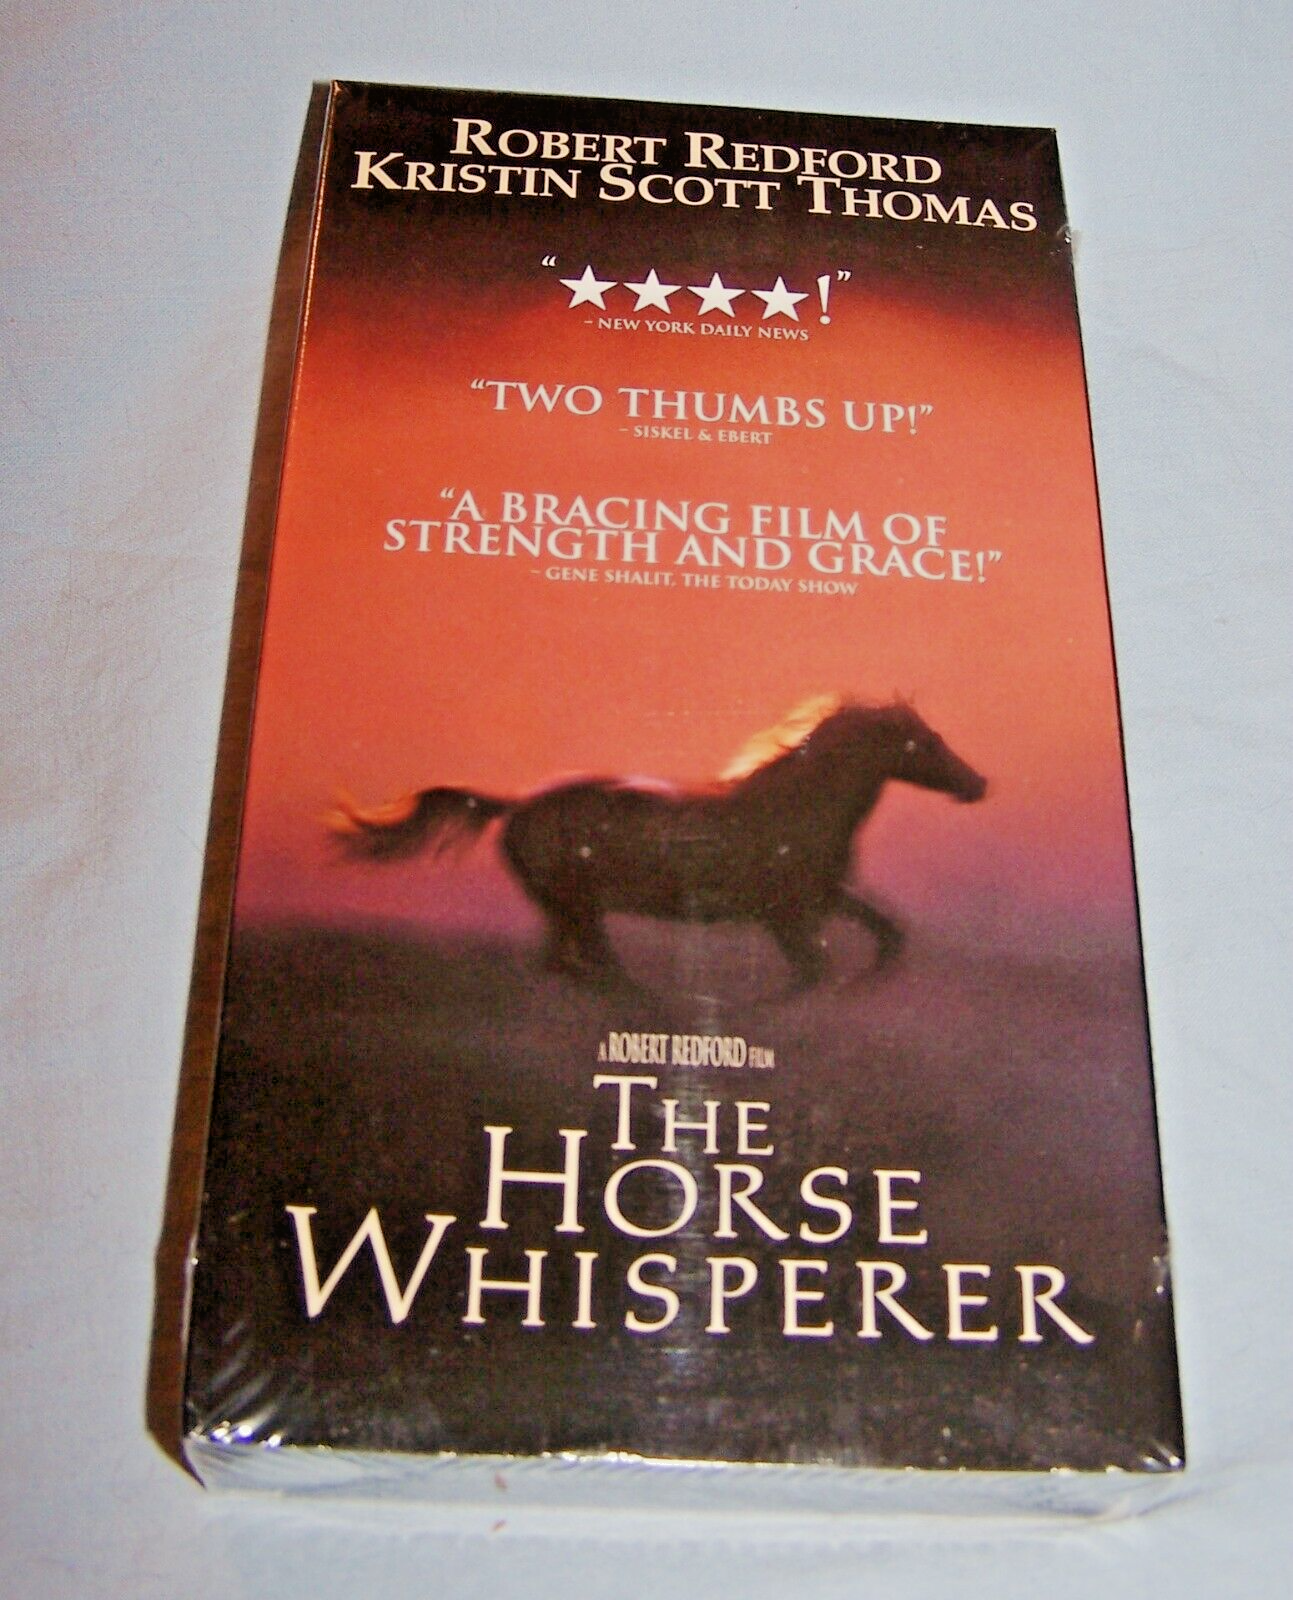 ROBERT REDFORD
KRISTIN SCOTT THOMAS
“★★★★!”
– NEW YORK DAILY NEWS
“TWO THUMBS UP!”
– SISKEL & EBERT
“A BRACING FILM OF
STRENGTH AND GRACE!”
– GENE SHALIT, THE TODAY SHOW
A ROBERT REDFORD FILM
THE
HORSE
WHISPERER